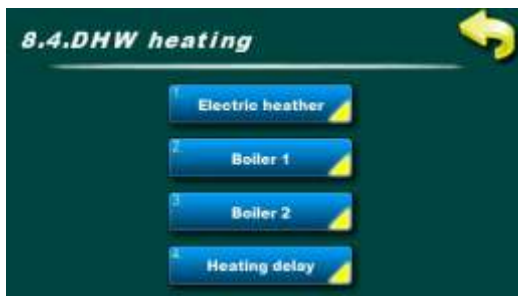 8.4.DHW heating
1
Electric heather
2
Boiler 1
3
Boiler 2
4
Heating delay